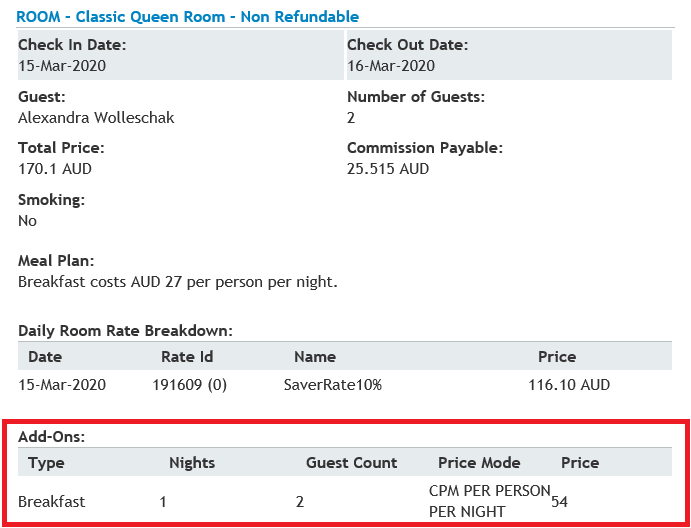 ROOM - Classic Queen Room - Non Refundable
Check In Date: Check Out Date:
15-Mar-2020 16-Mar-2020
Guest: Number of Guests:
Alexandra Wolleschak 2
Total Price: Commission Payable:
170.1 AUD 25.515 AUD
Smoking:
No
Meal Plan:
Breakfast costs AUD 27 per person per night.
Daily Room Rate Breakdown:
Date Rate Id Name Price
15-Mar-2020 191609 (0) SaverRate10% 116.10 AUD
Add-Ons:
Type Nights Guest Count Price Mode Price
Breakfast 1 2 CPM PER PERSON 54
PER NIGHT